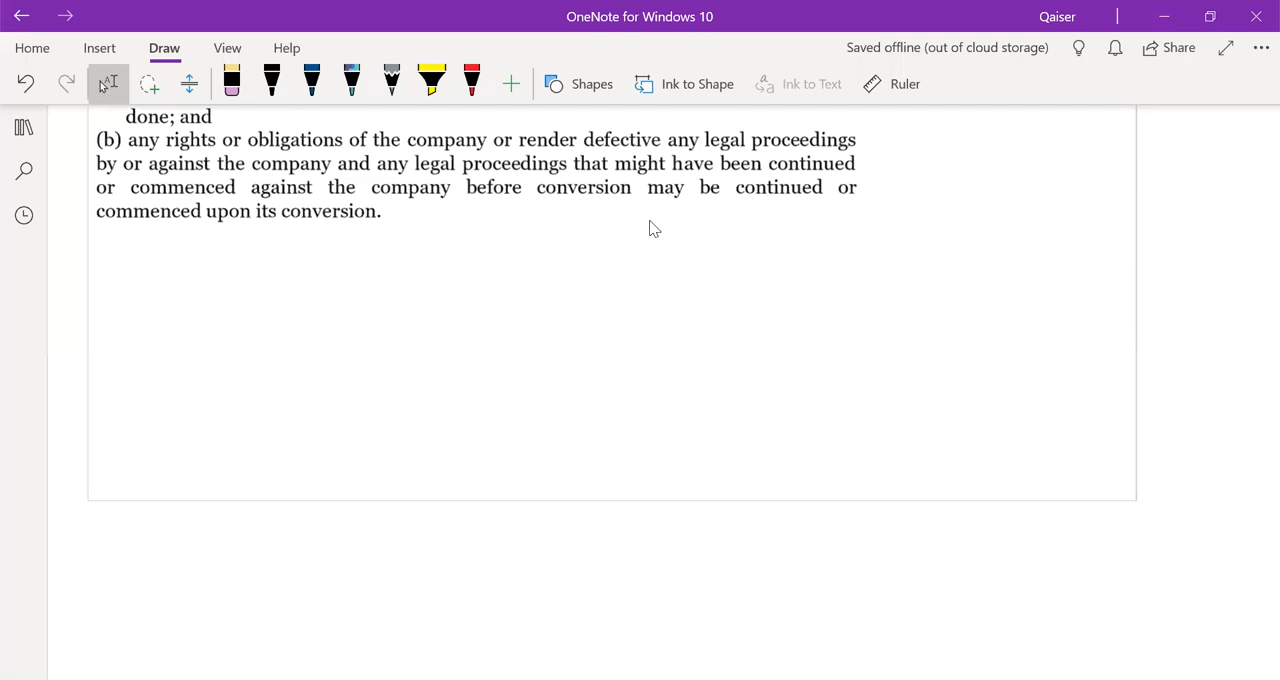 OneNote for Windows 10
Qaiser
Home Insert Draw View Help
Saved offline (out of cloud storage)
Share
Shapes
Ink to Shape
Ink to Text
Ruler
done; and
(b) any rights or obligations of the company or render defective any legal proceedings
by or against the company and any legal proceedings that might have been continued
or commenced against the company before conversion may be continued or
commenced upon its conversion.